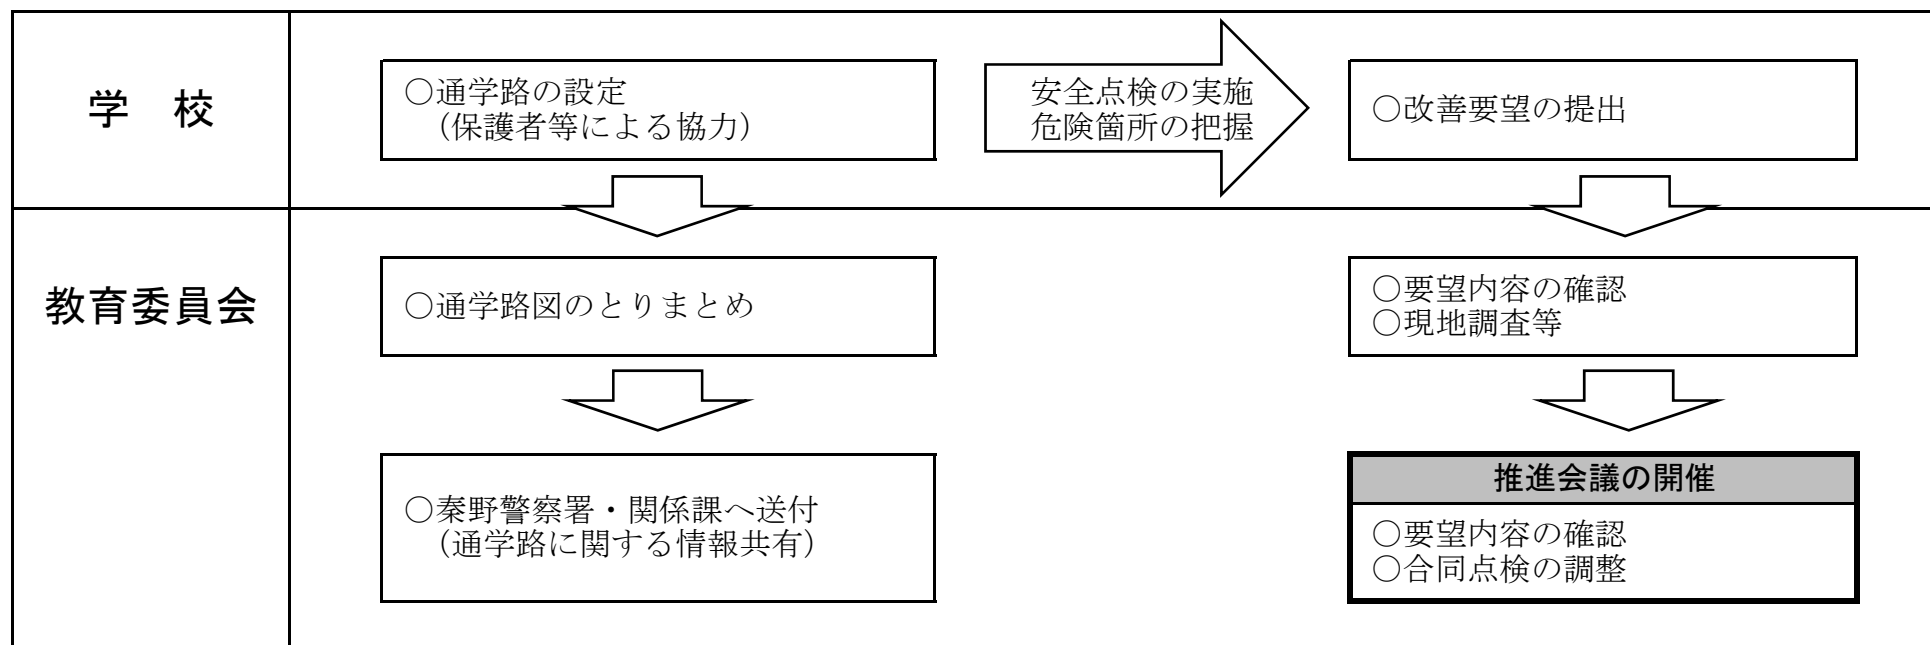 学　校
○通学路の設定
（保護者等による協力）
安全点検の実施
危険箇所の把握
○改善要望の提出
教育委員会
○通学路図のとりまとめ
○要望内容の確認
○現地調査等
○秦野警察署・関係課へ送付
（通学路に関する情報共有）
推進会議の開催
○要望内容の確認
○合同点検の調整